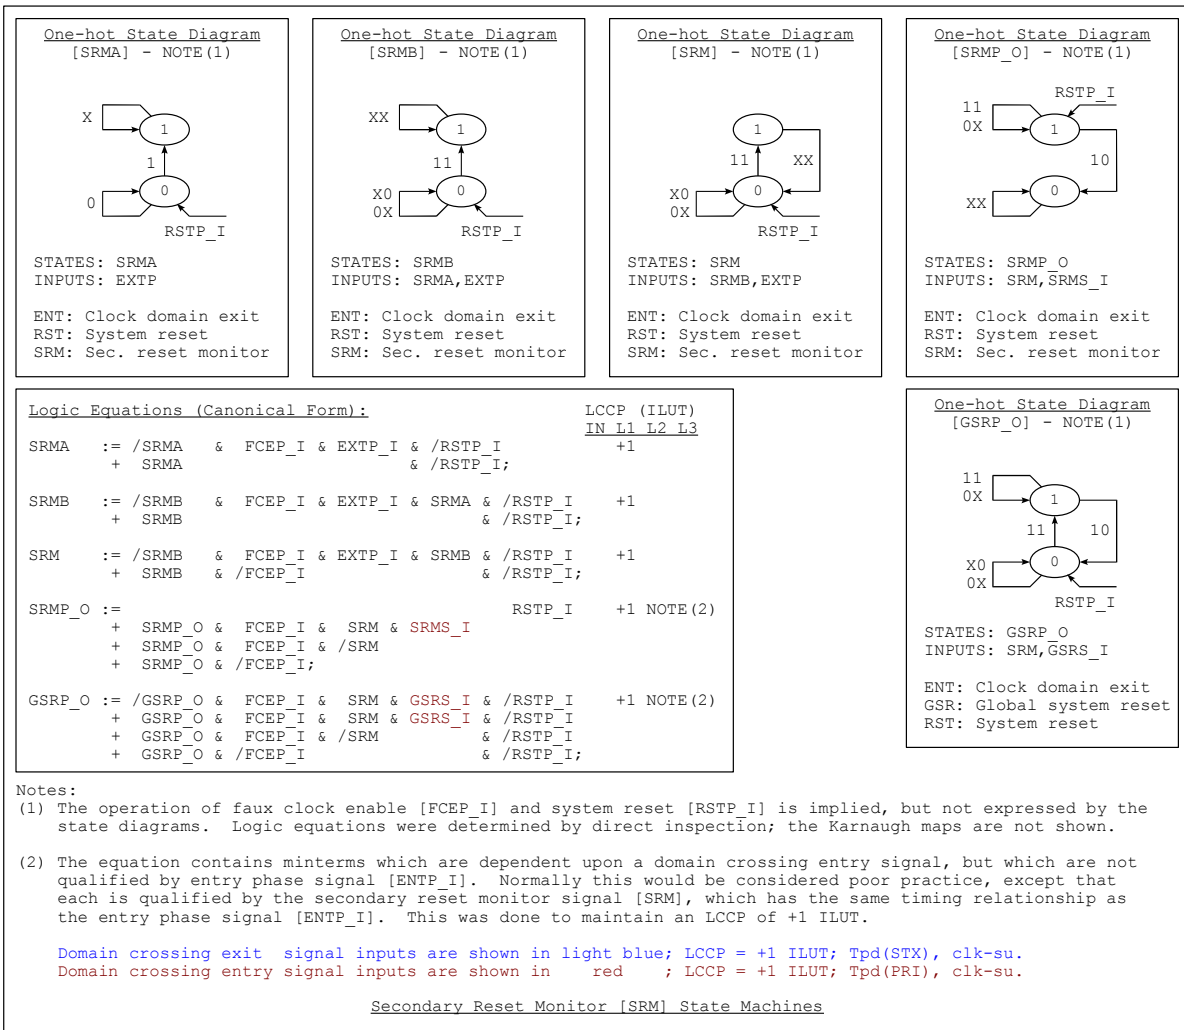 One-hot State Diagram
[SRMA] - NOTE(1)
X
1
1
0
0
RSTP_I
STATES: SRMA
INPUTS: EXTP
ENT: Clock domain exit
RST: System reset
SRM: Sec. reset monitor
One-hot State Diagram
[SRMB] - NOTE(1)
XX
1
11
X0
0X
0
RSTP_I
STATES: SRMB
INPUTS: SRMA,EXTP
ENT: Clock domain exit
RST: System reset
SRM: Sec. reset monitor
One-hot State Diagram
[SRM] - NOTE(1)
1
11 XX
X0
0X
0
RSTP_I
STATES: SRM
INPUTS: SRMB,EXTP
ENT: Clock domain exit
RST: System reset
SRM: Sec. reset monitor
One-hot State Diagram
[SRMP_O] - NOTE(1)
RSTP_I
11
0X
1
10
XX
0
STATES: SRMP_O
INPUTS: SRM,SRMS_I
ENT: Clock domain exit
RST: System reset
SRM: Sec. reset monitor
Logic Equations (Canonical Form): LCCP (ILUT)
IN L1 L2 L3
SRMA := /SRMA & FCEP_I & EXTP_I & /RSTP_I +1
+ SRMA & /RSTP_I;
SRMB := /SRMB & FCEP_I & EXTP_I & SRMA & /RSTP_I +1
+ SRMB & /RSTP_I;
SRM := /SRMB & FCEP_I & EXTP_I & SRMB & /RSTP_I +1
+ SRMB & /FCEP_I & /RSTP_I;
SRMP_O := RSTP_I +1 NOTE(2)
+ SRMP_O & FCEP_I & SRM & SRMS_I
+ SRMP_O & FCEP_I & /SRM
+ SRMP_O & /FCEP_I;
GSRP_O := /GSRP_O & FCEP_I & SRM & GSRS_I & /RSTP_I +1 NOTE(2)
+ GSRP_O & FCEP_I & SRM & GSRS_I & /RSTP_I
+ GSRP_O & FCEP_I & /SRM & /RSTP_I
+ GSRP_O & /FCEP_I & /RSTP_I;
One-hot State Diagram
[GSRP_O] - NOTE(1)
11
0X
1
11 10
X0
0X
0
RSTP_I
STATES: GSRP_O
INPUTS: SRM,GSRS_I
ENT: Clock domain exit
GSR: Global system reset
RST: System reset
Notes:
(1) The operation of faux clock enable [FCEP_I] and system reset [RSTP_I] is implied, but not expressed by the
state diagrams. Logic equations were determined by direct inspection; the Karnaugh maps are not shown.
(2) The equation contains minterms which are dependent upon a domain crossing entry signal, but which are not
qualified by entry phase signal [ENTP_I]. Normally this would be considered poor practice, except that
each is qualified by the secondary reset monitor signal [SRM], which has the same timing relationship as
the entry phase signal [ENTP_I]. This was done to maintain an LCCP of +1 ILUT.
Domain crossing exit signal inputs are shown in light blue; LCCP = +1 ILUT; Tpd(STX), clk-su.
Domain crossing entry signal inputs are shown in red ; LCCP = +1 ILUT; Tpd(PRI), clk-su.
Secondary Reset Monitor [SRM] State Machines